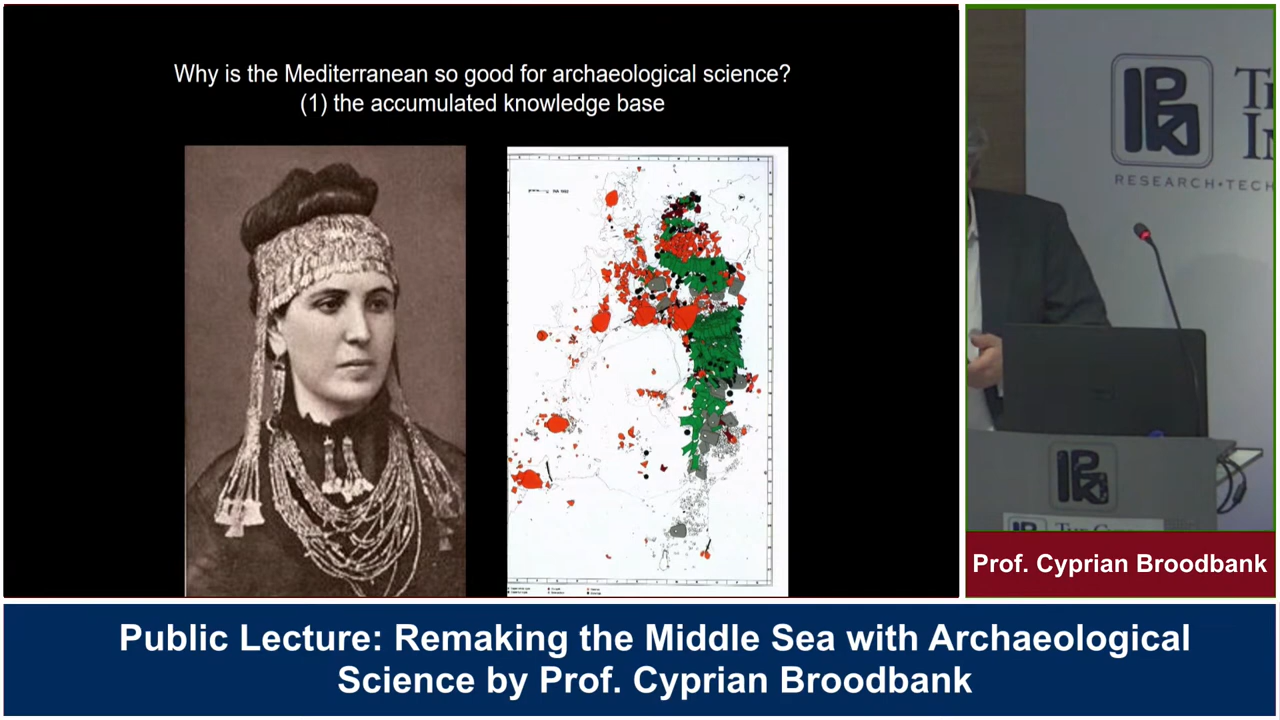 Why is the Mediterranean so good for archaeological science?
(1) the accumulated knowledge base
RESEARCH•TECH
Prof. Cyprian Broodbank
Public Lecture: Remaking the Middle Sea with Archaeological
Science by Prof. Cyprian Broodbank